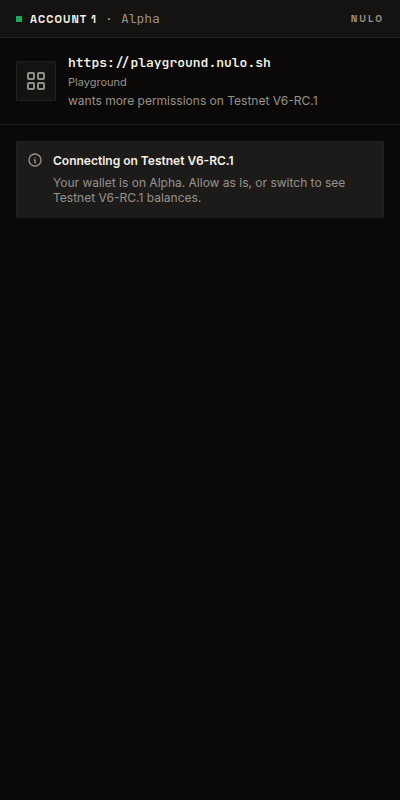 ACCOUNT 1 · Alpha
NULO
https://playground.nulo.sh
Playground
wants more permissions on Testnet V6-RC.1
Connecting on Testnet V6-RC.1
Your wallet is on Alpha. Allow as is, or switch to see
Testnet V6-RC.1 balances.